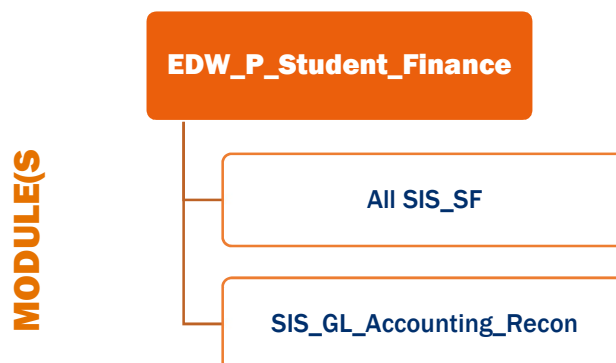 EDW_P_Student_Finance
MODULE(S
All SIS_SF
SIS_GL_Accounting_Recon